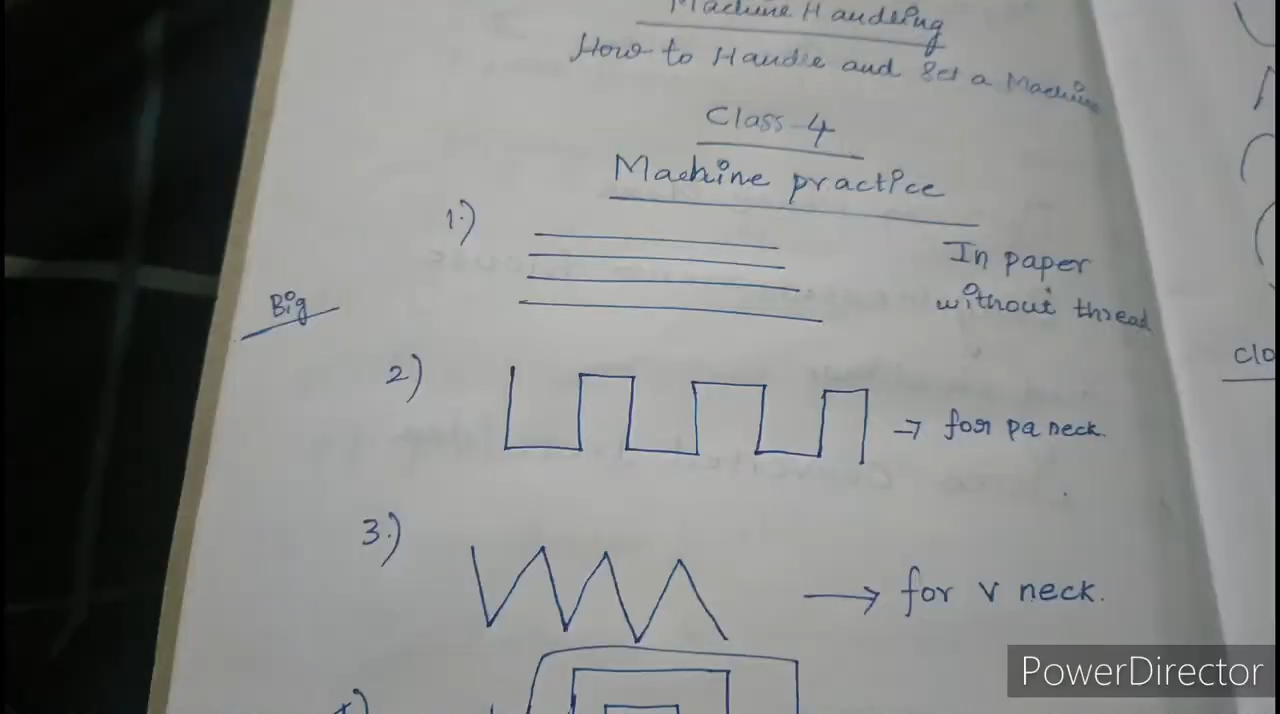 Machine Handling
How to Handle and Set a Machine
Class-4
Machine practice
1.)
In paper
without thread
Big
2)
→ for pa neck.
3.)
→ for v neck.
PowerDirector